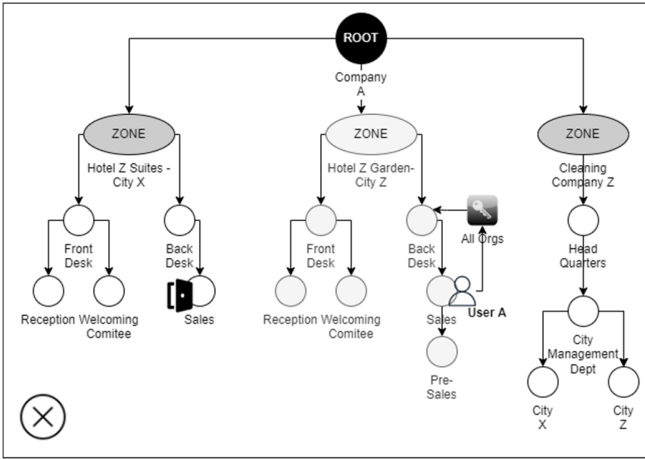 ROOT
Company
A
ZONE
ZONE
ZONE
Hotel Z Suites -
City X
Hotel Z Garden-
City Z
Cleaning
Company Z
All Orgs
Front
Desk
Back
Desk
Front
Desk
Back
Desk
Head
Quarters
Reception
Welcoming
Comitee
Sales
Reception
Welcoming
Comitee
Sales
User A
City
Management
Dept
Pre-
Sales
City
X
City
Z